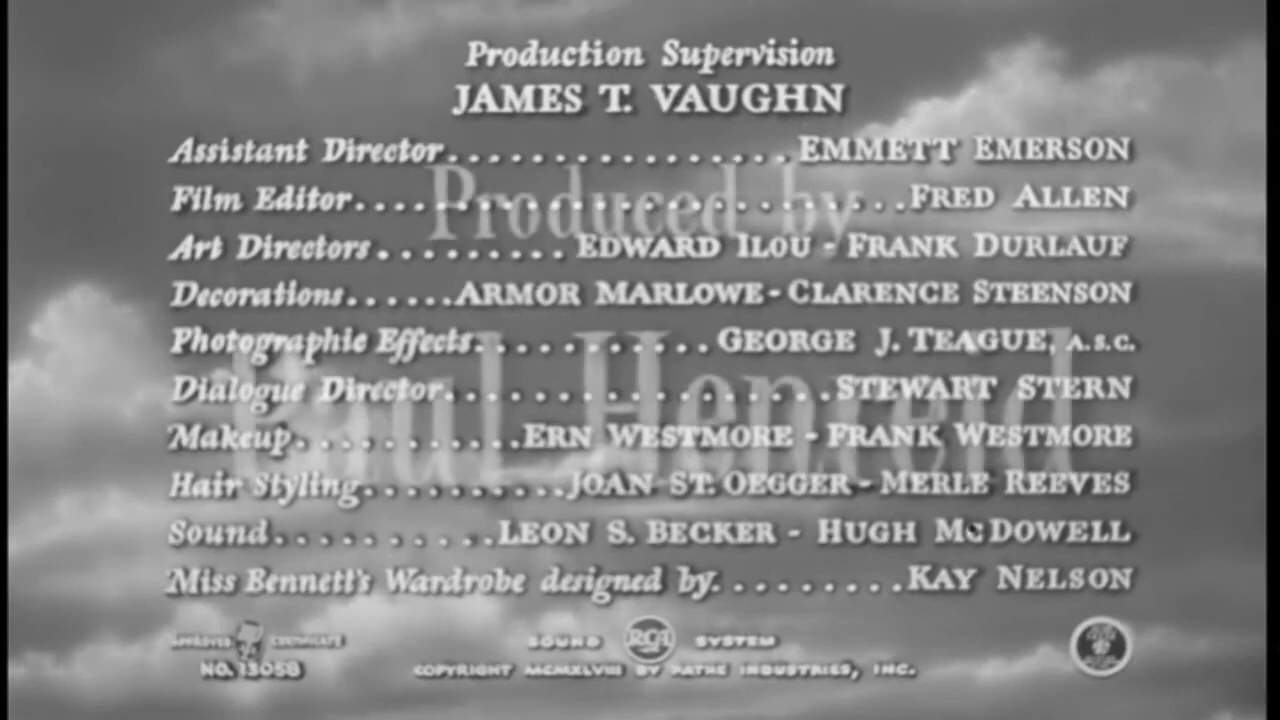 Production Supervision
JAMES T. VAUGHN
Assistant Director................EMMETT EMERSON
Film Editor..........................FRED ALLEN
Produced by
Art Directors.........EDWARD ILOU - FRANK DURLAUF
Decorations......ARMOR MARLOWE - CLARENCE STEENSON
Photographic Effects...........GEORGE J. TEAGUE, A.S.C.
Paul Henreid
Dialogue Director.................STEWART STERN
Makeup...........ERN WESTMORE - FRANK WESTMORE
Hair Styling..........JOAN ST. OEGGER - MERLE REEVES
Sound..........LEON S. BECKER - HUGH McDOWELL
Miss Bennett's Wardrobe designed by.........KAY NELSON
APPROVED CERTIFICATE
NO. 13058
SOUND RCA SYSTEM
COPYRIGHT MCMXLVIII BY PATHE INDUSTRIES, INC.